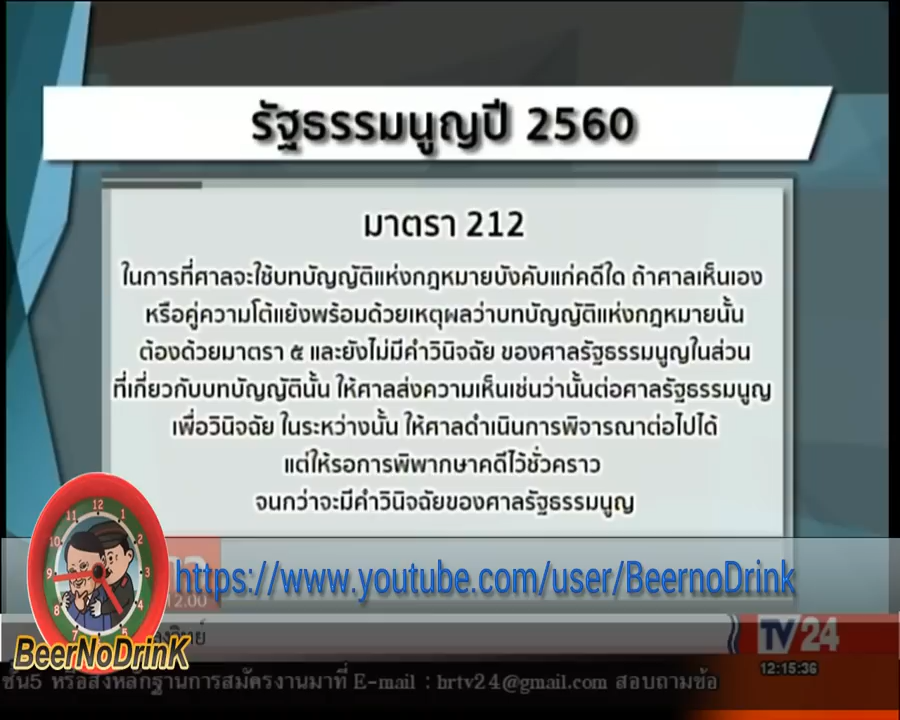 รัฐธรรมนูญปี 2560
มาตรา 212
ในการที่ศาลจะใช้บทบัญญัติแห่งกฎหมายบังคับแก่คดีใด ถ้าศาลเห็นเอง
หรือคู่ความโต้แย้งพร้อมด้วยเหตุผลว่าบทบัญญัติแห่งกฎหมายนั้น
ต้องด้วยมาตรา ๕ และยังไม่มีคำวินิจฉัย ของศาลรัฐธรรมนูญในส่วน
ที่เกี่ยวกับบทบัญญัตินั้น ให้ศาลส่งความเห็นเช่นว่านั้นต่อศาลรัฐธรรมนูญ
เพื่อวินิจฉัย ในระหว่างนั้น ให้ศาลดำเนินการพิจารณาต่อไปได้
แต่ให้รอการพิพากษาคดีไว้ชั่วคราว
จนกว่าจะมีคำวินิจฉัยของศาลรัฐธรรมนูญ
12 1 2 3 4 5 7 8 9 10 11
https://www.youtube.com/user/BeernoDrink
12.00
BeerNoDrinK
TV24
12:15:36
ชั้น5 หรือส่งหลักฐานการสมัครงานมาที่ E-mail : hrtv24@gmail.com สอบถามข้อ